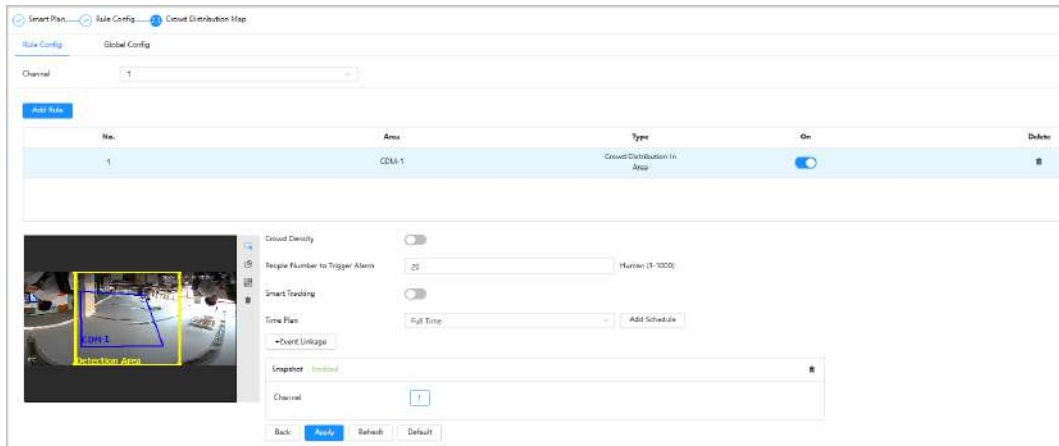 Smart Plan Rule Config Crowd Distribution Map
Rule Config Global Config
Channel 1
Add Rule
No. Area Type On Delete
1 CDM-1 Crowd Distribution In
Area
Crowd Density
People Number to Trigger Alarm 20 Human (1-1000)
Smart Tracking
Time Plan Full Time Add Schedule
+Event Linkage
CDM-1
Detection Area
Snapshot Enabled
Channel 1
Back Apply Refresh Default